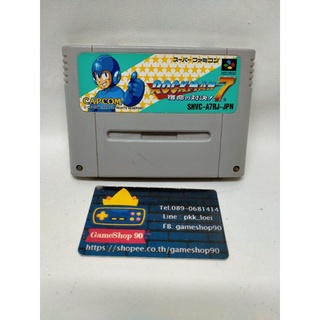 スーパーファミコン
ROCKMAN 7
宿命の対決!
CAPCOM
SHVC-A7RJ-JPN
Tel.089-0681414
Line : pkk_loei
FB. gameshop90
GameShop 90
https://shopee.co.th/gameshop90